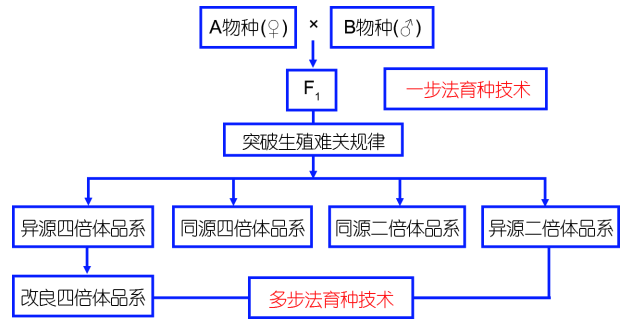 A物种(♀) × B物种(♂)
F1
一步法育种技术
突破生殖难关规律
异源四倍体品系 同源四倍体品系 同源二倍体品系 异源二倍体品系
改良四倍体品系 多步法育种技术